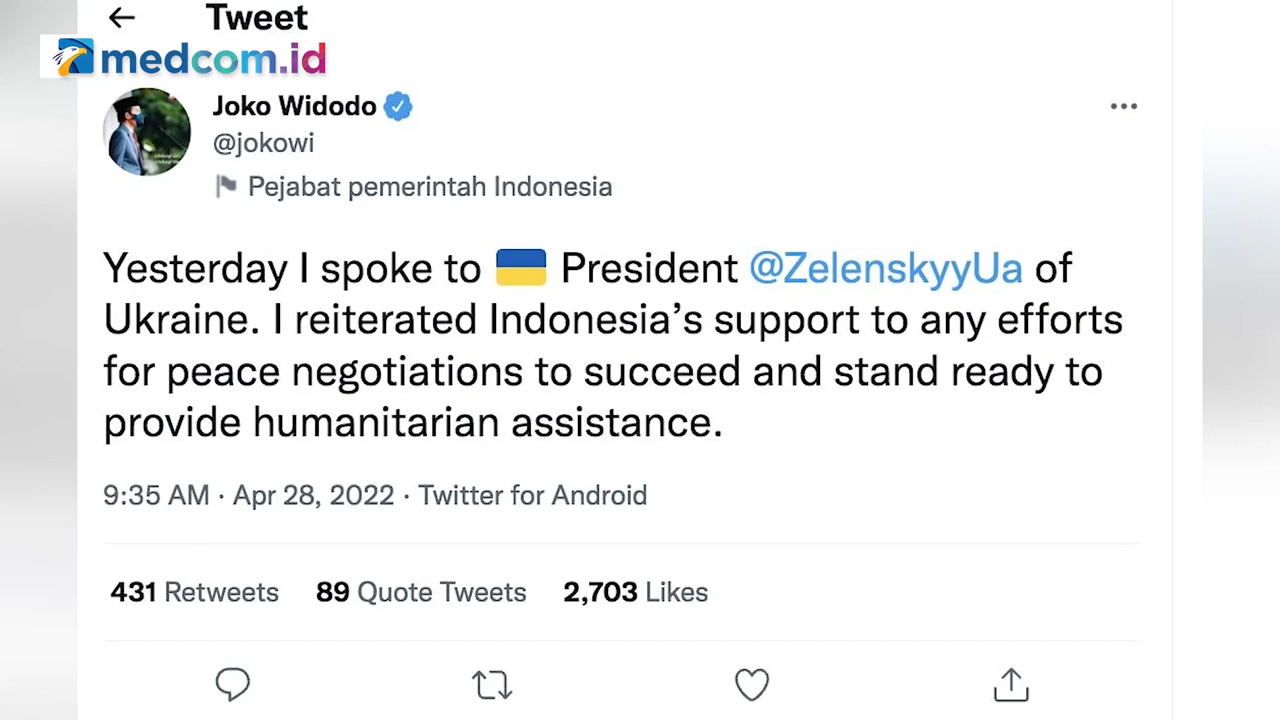 Tweet
medcom.id
Joko Widodo
@jokowi
Pejabat pemerintah Indonesia
Yesterday I spoke to 🇺🇦 President @ZelenskyyUa of
Ukraine. I reiterated Indonesia’s support to any efforts
for peace negotiations to succeed and stand ready to
provide humanitarian assistance.
9:35 AM · Apr 28, 2022 · Twitter for Android
431 Retweets 89 Quote Tweets 2,703 Likes